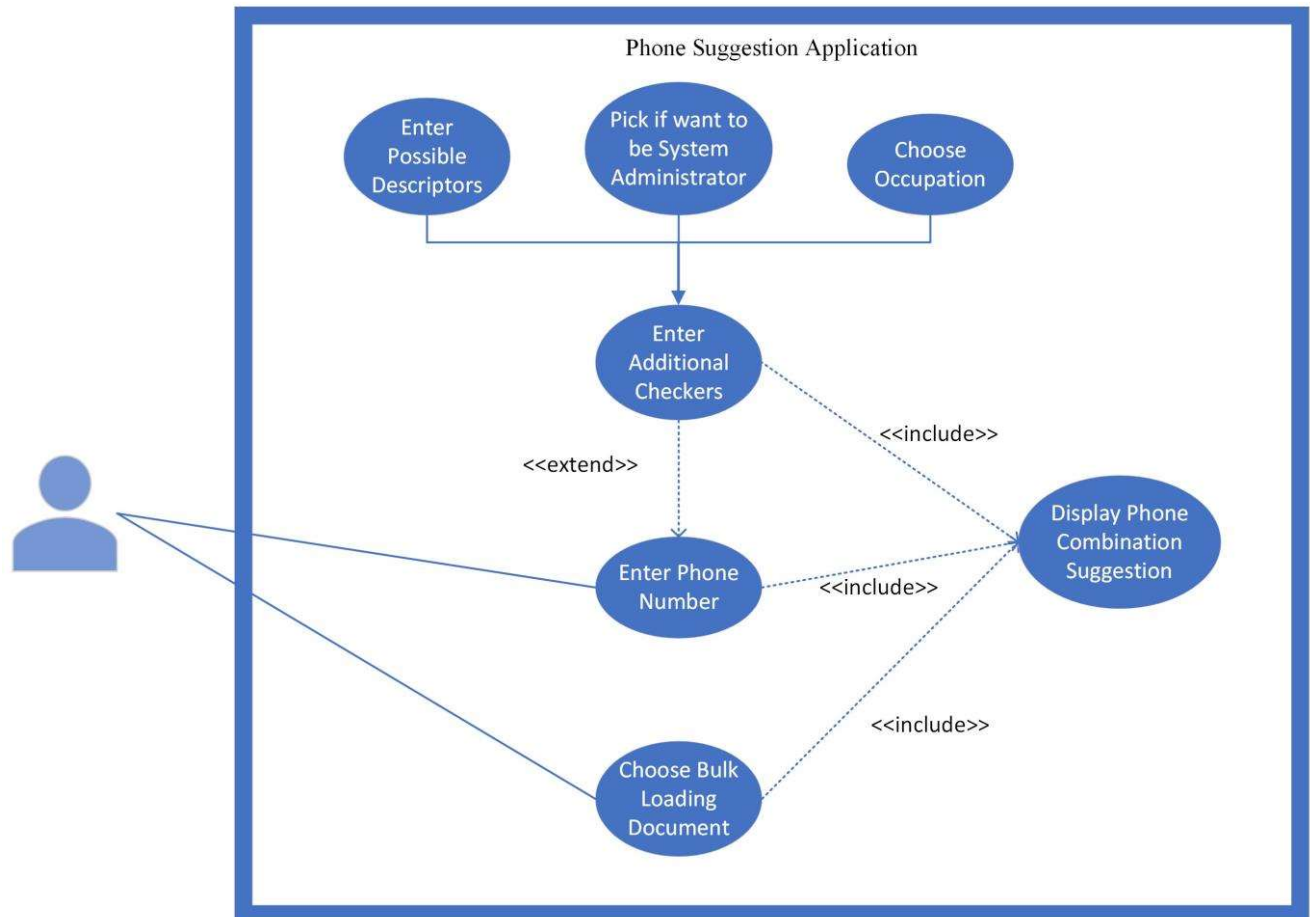 Phone Suggestion Application
Enter
Possible
Descriptors
Pick if want to
be System
Administrator
Choose
Occupation
Enter
Additional
Checkers
<<include>>
<<extend>>
Display Phone
Combination
Suggestion
Enter Phone
Number
<<include>>
<<include>>
Choose Bulk
Loading
Document